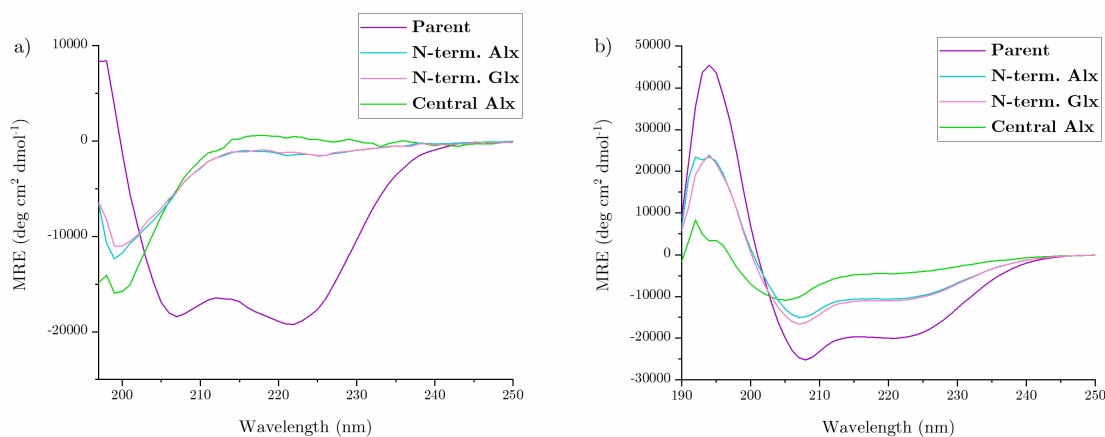 a)
Parent
N-term. Alx
N-term. Glx
Central Alx
10000
0
-10000
-20000
MRE (deg cm² dmol⁻¹)
200
210
220
230
240
250
Wavelength (nm)
b)
Parent
N-term. Alx
N-term. Glx
Central Alx
50000
40000
30000
20000
10000
0
-10000
-20000
-30000
MRE (deg cm² dmol⁻¹)
190
200
210
220
230
240
250
Wavelength (nm)